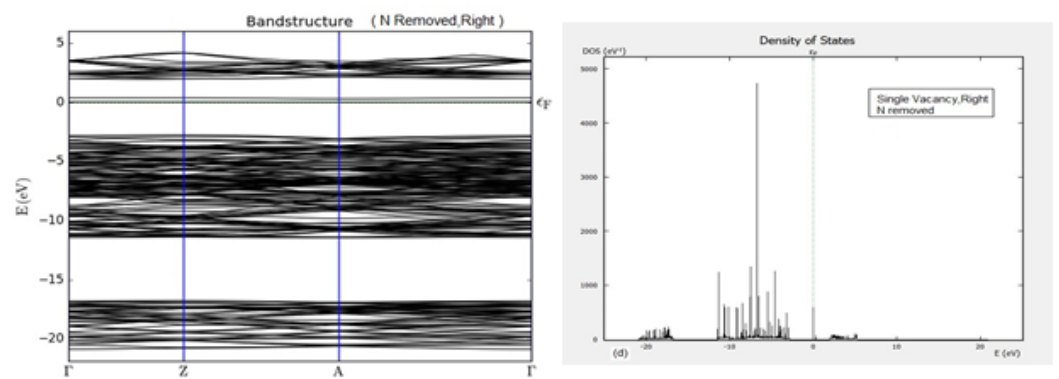 Bandstructure ( N Removed,Right )
5
0
−5
−10
−15
−20
E (eV)
Γ Z A Γ
ϵF
Density of States
DOS (eV⁻¹)
εF
5000
4000
3000
2000
1000
0
Single Vacancy,Right
N removed
(d)
−20 −10 0 10 20
E (eV)